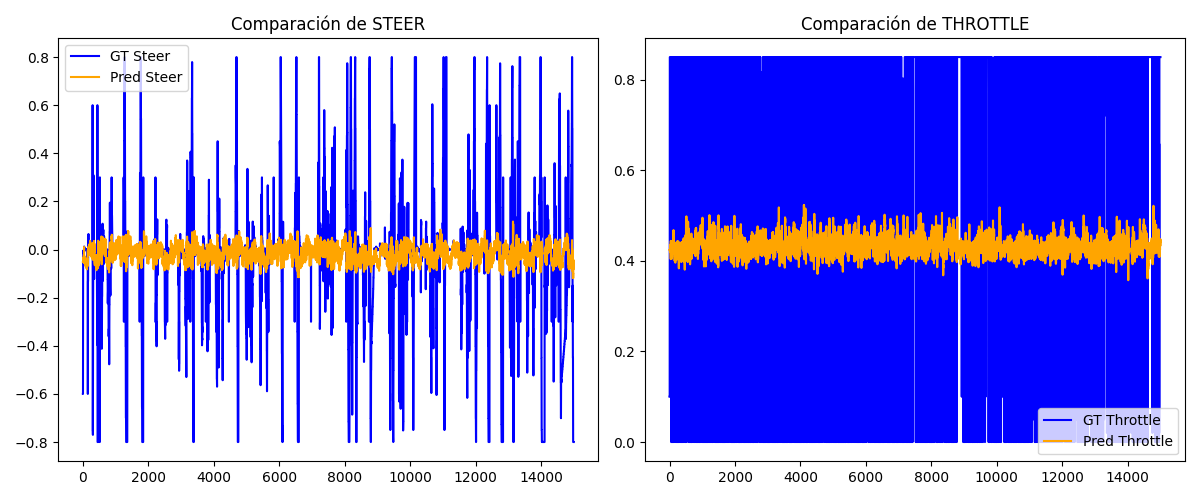 Comparación de STEER
GT Steer
Pred Steer
0.8
0.6
0.4
0.2
0.0
−0.2
−0.4
−0.6
−0.8
0 2000 4000 6000 8000 10000 12000 14000
Comparación de THROTTLE
0.8
0.6
0.4
0.2
0.0
GT Throttle
Pred Throttle
0 2000 4000 6000 8000 10000 12000 14000